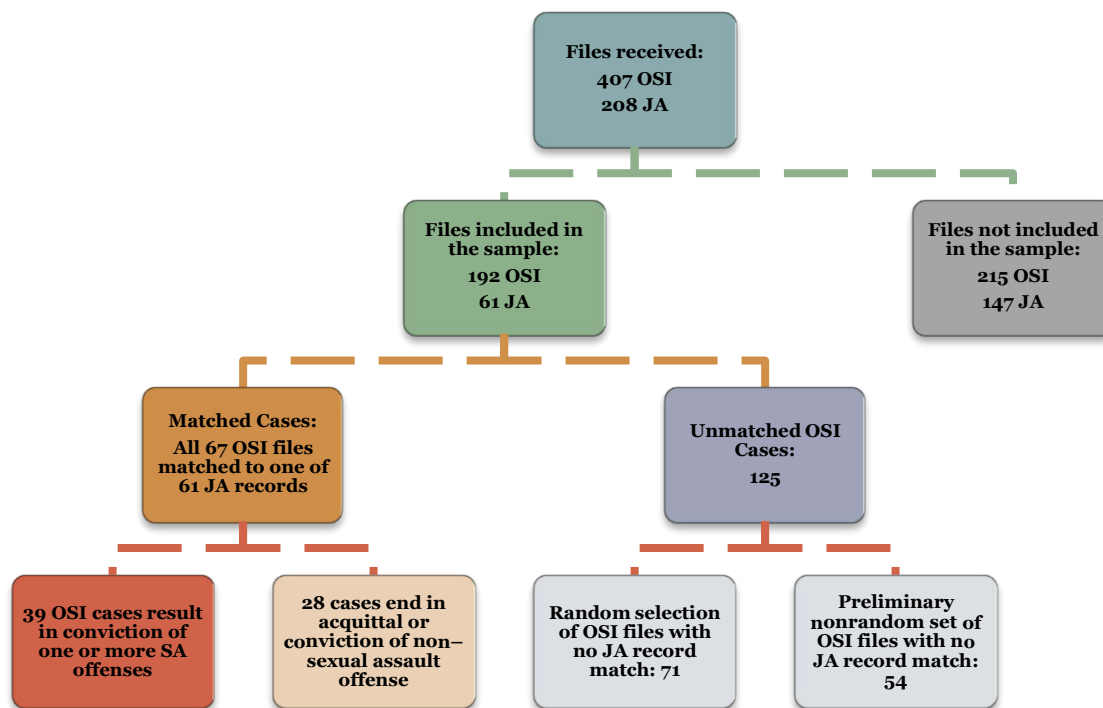 Files received:
407 OSI
208 JA
Files included in
the sample:
192 OSI
61 JA
Files not included
in the sample:
215 OSI
147 JA
Matched Cases:
All 67 OSI files
matched to one of
61 JA records
Unmatched OSI
Cases:
125
39 OSI cases result
in conviction of
one or more SA
offenses
28 cases end in
acquittal or
conviction of non–
sexual assault
offense
Random selection
of OSI files with
no JA record
match: 71
Preliminary
nonrandom set of
OSI files with no
JA record match:
54